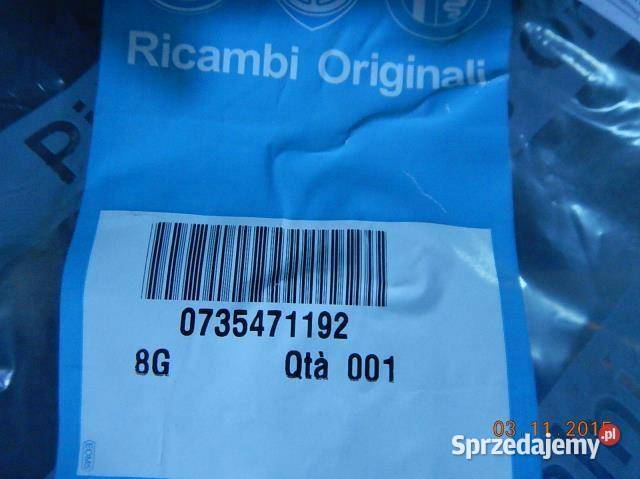 Ricambi Originali
0735471192
8G Qtà 001
03 11 2015
Sprzedajemy.pl